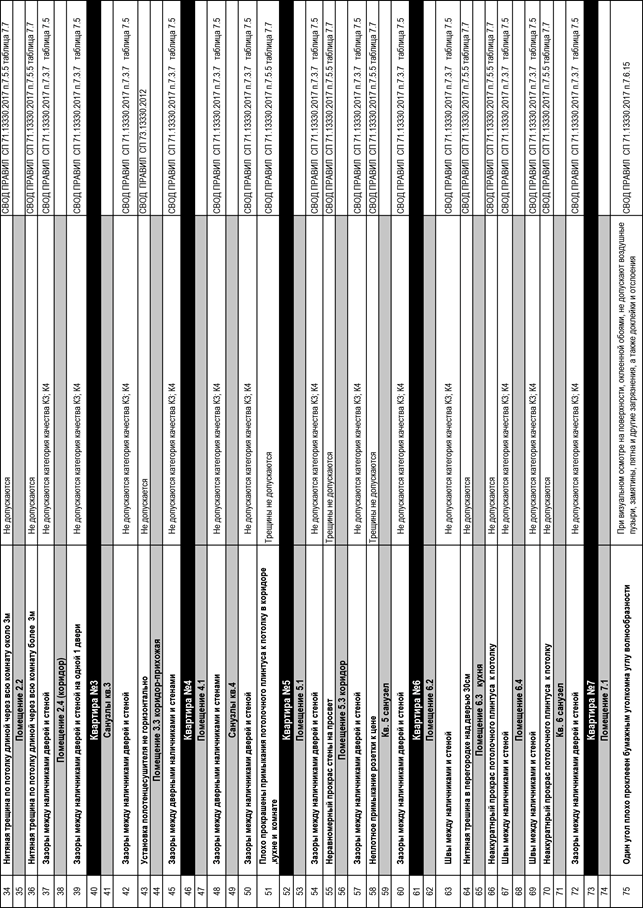 34 Нитяная трещина по потолку длиной через всю комнату около 3м Не допускаются СВОД ПРАВИЛ СП 71.13330.2017 п.7.5.5 таблица 7.7
35 Помещение 2.2
36 Нитяная трещина по потолку длиной через всю комнату более 3м Не допускаются СВОД ПРАВИЛ СП 71.13330.2017 п.7.5.5 таблица 7.7
37 Зазоры между наличниками дверей и стеной Не допускаются категория качества К3; К4 СВОД ПРАВИЛ СП 71.13330.2017 п.7.3.7 таблица 7.5
38 Помещение 2.4 (коридор)
39 Зазоры между наличниками дверей и стеной на одной 1 двери Не допускаются категория качества К3; К4 СВОД ПРАВИЛ СП 71.13330.2017 п.7.3.7 таблица 7.5
40 Квартира №3
41 Санузлы кв.3
42 Зазоры между наличниками дверей и стеной Не допускаются категория качества К3; К4 СВОД ПРАВИЛ СП 71.13330.2017 п.7.3.7 таблица 7.5
43 Установка полотенцесушителя не горизонтально Не допускается СВОД ПРАВИЛ СП 73.13330.2012
44 Помещение 3.3 коридор-прихожая
45 Зазоры между дверными наличниками и стенами Не допускаются категория качества К3; К4 СВОД ПРАВИЛ СП 71.13330.2017 п.7.3.7 таблица 7.5
46 Квартира №4
47 Помещение 4.1
48 Зазоры между дверными наличниками и стенами Не допускаются категория качества К3; К4 СВОД ПРАВИЛ СП 71.13330.2017 п.7.3.7 таблица 7.5
49 Санузлы кв.4
50 Зазоры между наличниками дверей и стеной Не допускаются категория качества К3; К4 СВОД ПРАВИЛ СП 71.13330.2017 п.7.3.7 таблица 7.5
51 Плохо прокрашены примыкания потолочного плинтуса к потолку в коридоре Трещины не допускаются СВОД ПРАВИЛ СП 71.13330.2017 п.7.5.5 таблица 7.7
,кухне и комнате
52 Квартира №5
53 Помещение 5.1
54 Зазоры между наличниками дверей и стеной Не допускаются категория качества К3; К4 СВОД ПРАВИЛ СП 71.13330.2017 п.7.3.7 таблица 7.5
55 Неравномерный прокрас стены на просвет Трещины не допускаются СВОД ПРАВИЛ СП 71.13330.2017 п.7.5.5 таблица 7.7
56 Помещение 5.3 коридор
57 Зазоры между наличниками дверей и стеной Не допускаются категория качества К3; К4 СВОД ПРАВИЛ СП 71.13330.2017 п.7.3.7 таблица 7.5
58 Неплотное примыкание розетки к цене Трещины не допускаются СВОД ПРАВИЛ СП 71.13330.2017 п.7.5.5 таблица 7.7
59 Кв. 5 санузел
60 Зазоры между наличниками дверей и стеной Не допускаются категория качества К3; К4 СВОД ПРАВИЛ СП 71.13330.2017 п.7.3.7 таблица 7.5
61 Квартира №6
62 Помещение 6.2
63 Швы между наличниками и стеной Не допускаются категория качества К3; К4 СВОД ПРАВИЛ СП 71.13330.2017 п.7.3.7 таблица 7.5
64 Нитяная трешина в перегородке над дверью 30см Не допускаются СВОД ПРАВИЛ СП 71.13330.2017 п.7.5.5 таблица 7.7
65 Помещение 6.3 кухня
66 Неаккуратный прокрас потолочного плинтуса к потолку Не допускаются СВОД ПРАВИЛ СП 71.13330.2017 п.7.5.5 таблица 7.7
67 Швы между наличниками и стеной Не допускаются категория качества К3; К4 СВОД ПРАВИЛ СП 71.13330.2017 п.7.3.7 таблица 7.5
68 Помещение 6.4
69 Швы между наличниками и стеной Не допускаются категория качества К3; К4 СВОД ПРАВИЛ СП 71.13330.2017 п.7.3.7 таблица 7.5
70 Неаккуратный прокрас потолочного плинтуса к потолку Не допускаются СВОД ПРАВИЛ СП 71.13330.2017 п.7.5.5 таблица 7.7
71 Кв. 6 санузел
72 Зазоры между наличниками дверей и стеной Не допускаются категория качества К3; К4 СВОД ПРАВИЛ СП 71.13330.2017 п.7.3.7 таблица 7.5
73 Квартира №7
74 Помещение 7.1
75 Один угол плохо проклеен бумажным уголкомна углу волнообразности При визуальном осмотре на поверхности, оклеенной обоями, не допускают воздушные СВОД ПРАВИЛ СП 71.13330.2017 п.7.6.15
пузыри, замятины, пятна и другие загрязнения, а также доклейки и отслоения